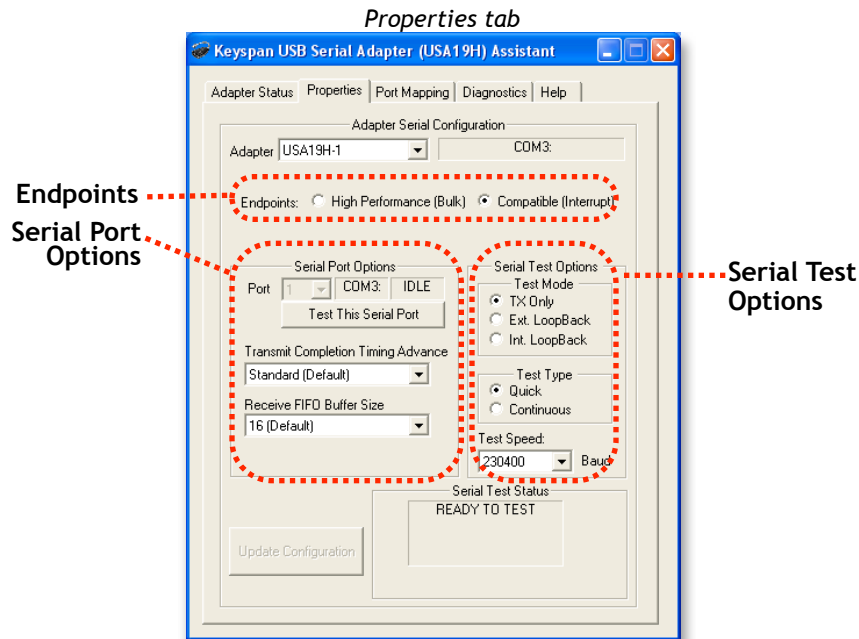 Properties tab
Keyspan USB Serial Adapter (USA19H) Assistant
Adapter Status Properties Port Mapping Diagnostics Help
Adapter Serial Configuration
Adapter USA19H-1 COM3:
Endpoints
Endpoints: High Performance (Bulk) Compatible (Interrupt)
Serial Port
Options
Serial Port Options
Port 1 COM3: IDLE
Test This Serial Port
Transmit Completion Timing Advance
Standard (Default)
Receive FIFO Buffer Size
16 (Default)
Serial Test Options
Test Mode
TX Only
Ext. LoopBack
Int. LoopBack
Test Type
Quick
Continuous
Test Speed:
230400 Baud
Serial Test
Options
Serial Test Status
READY TO TEST
Update Configuration